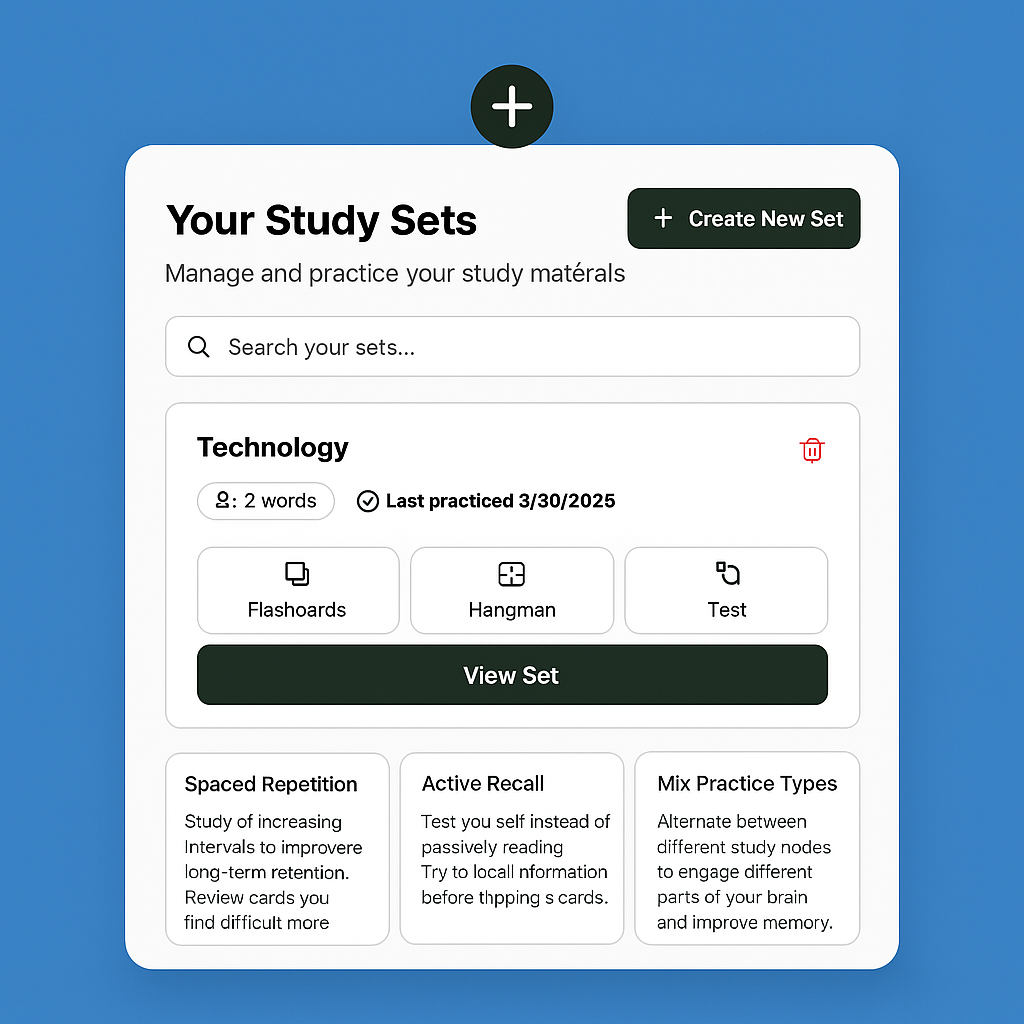 Your Study Sets
+ Create New Set
Manage and practice your study matérals
Search your sets...
Technology
: 2 words
Last practiced 3/30/2025
Flashoards
Hangman
Test
View Set
Spaced Repetition
Study of increasing
Intervals to improvere
long-term retention.
Review cards you
find difficult more
Active Recall
Test you self instead of
passively reading
Try to locall nformation
before thpping s cards.
Mix Practice Types
Alternate between
different study nodes
to engage different
parts of your brain
and improve memory.